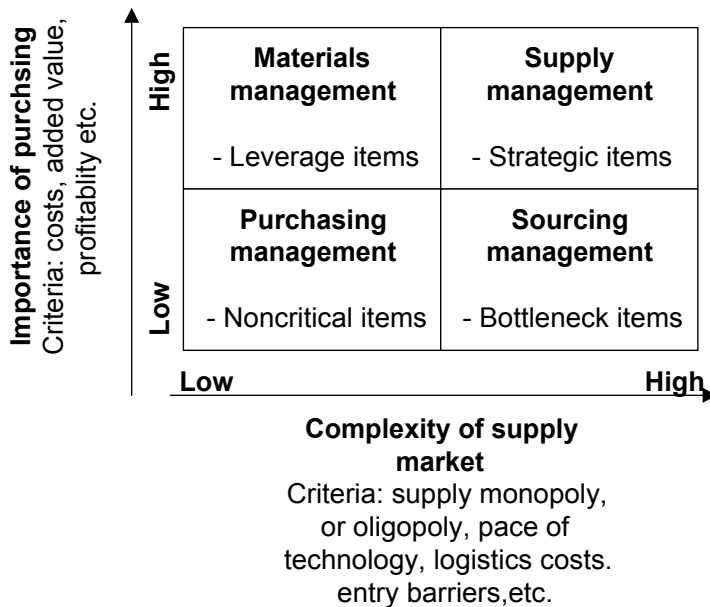 Importance of purchsing
Criteria: costs, added value,
profitablity etc.
High
Low
Materials
management
- Leverage items
Supply
management
- Strategic items
Purchasing
management
- Noncritical items
Sourcing
management
- Bottleneck items
Low
High
Complexity of supply
market
Criteria: supply monopoly,
or oligopoly, pace of
technology, logistics costs.
entry barriers,etc.